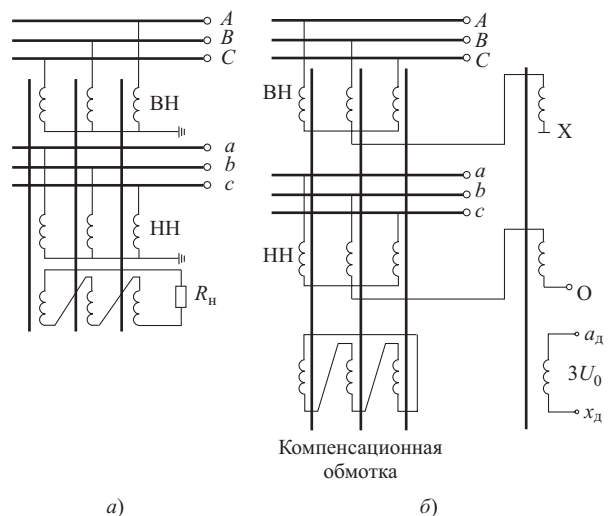 A
B
C
ВН
a
b
c
НН
Rн
а)
A
B
C
ВН
X
a
b
c
НН
O
aд
3U0
xд
Компенсационная
обмотка
б)